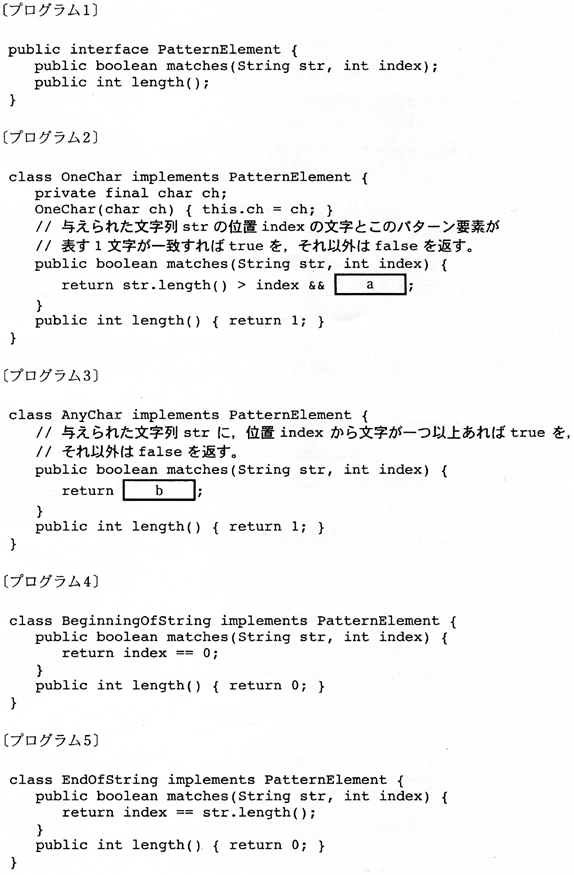 〔プログラム1〕
public interface PatternElement {
public boolean matches(String str, int index);
public int length();
}
〔プログラム2〕
class OneChar implements PatternElement {
private final char ch;
OneChar(char ch) { this.ch = ch; }
// 与えられた文字列 str の位置 index の文字とこのパターン要素が
// 表す1文字が一致すれば true を，それ以外は false を返す。
public boolean matches(String str, int index) {
return str.length() > index && a ;
}
public int length() { return 1; }
}
〔プログラム3〕
class AnyChar implements PatternElement {
// 与えられた文字列 str に，位置 index から文字が一つ以上あれば true を，
// それ以外は false を返す。
public boolean matches(String str, int index) {
return b ;
}
public int length() { return 1; }
}
〔プログラム4〕
class BeginningOfString implements PatternElement {
public boolean matches(String str, int index) {
return index == 0;
}
public int length() { return 0; }
}
〔プログラム5〕
class EndOfString implements PatternElement {
public boolean matches(String str, int index) {
return index == str.length();
}
public int length() { return 0; }
}